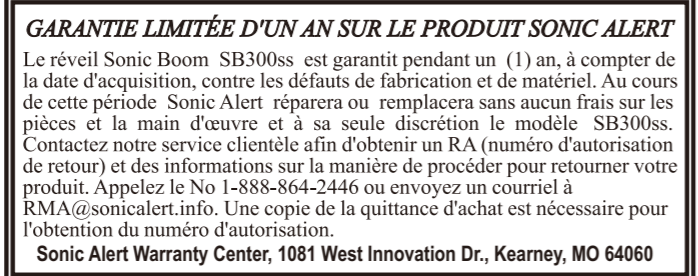 GARANTIE LIMITÉE D'UN AN SUR LE PRODUIT SONIC ALERT
Le réveil Sonic Boom SB300ss est garantit pendant un (1) an, à compter de
la date d'acquisition, contre les défauts de fabrication et de matériel. Au cours
de cette période Sonic Alert réparera ou remplacera sans aucun frais sur les
pièces et la main d'œuvre et à sa seule discrétion le modèle SB300ss.
Contactez notre service clientèle afin d'obtenir un RA (numéro d'autorisation
de retour) et des informations sur la manière de procéder pour retourner votre
produit. Appelez le No 1-888-864-2446 ou envoyez un courriel à
RMA@sonicalert.info. Une copie de la quittance d'achat est nécessaire pour
l'obtention du numéro d'autorisation.
Sonic Alert Warranty Center, 1081 West Innovation Dr., Kearney, MO 64060